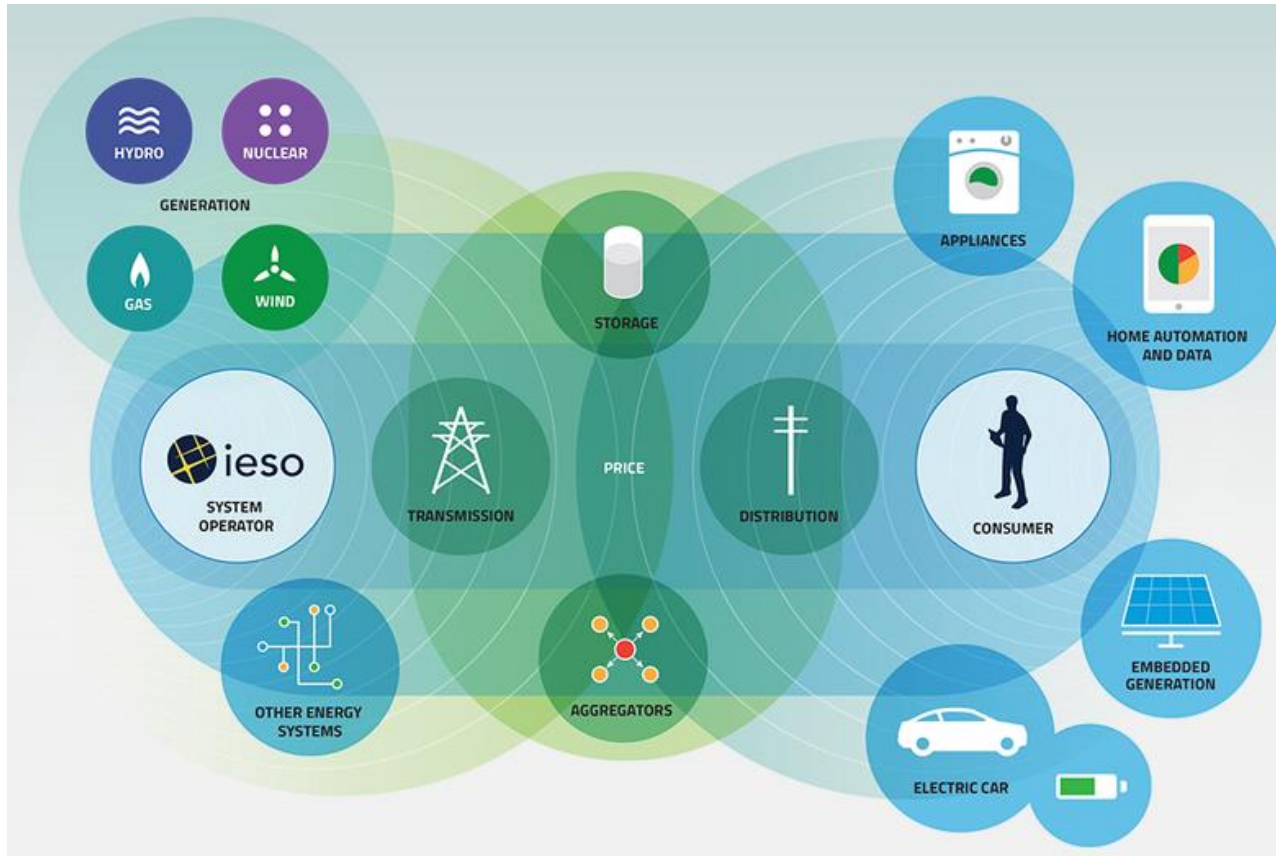 HYDRO
NUCLEAR
GENERATION
GAS
WIND
STORAGE
APPLIANCES
HOME AUTOMATION
AND DATA
ieso
SYSTEM
OPERATOR
TRANSMISSION
PRICE
DISTRIBUTION
CONSUMER
OTHER ENERGY
SYSTEMS
AGGREGATORS
EMBEDDED
GENERATION
ELECTRIC CAR